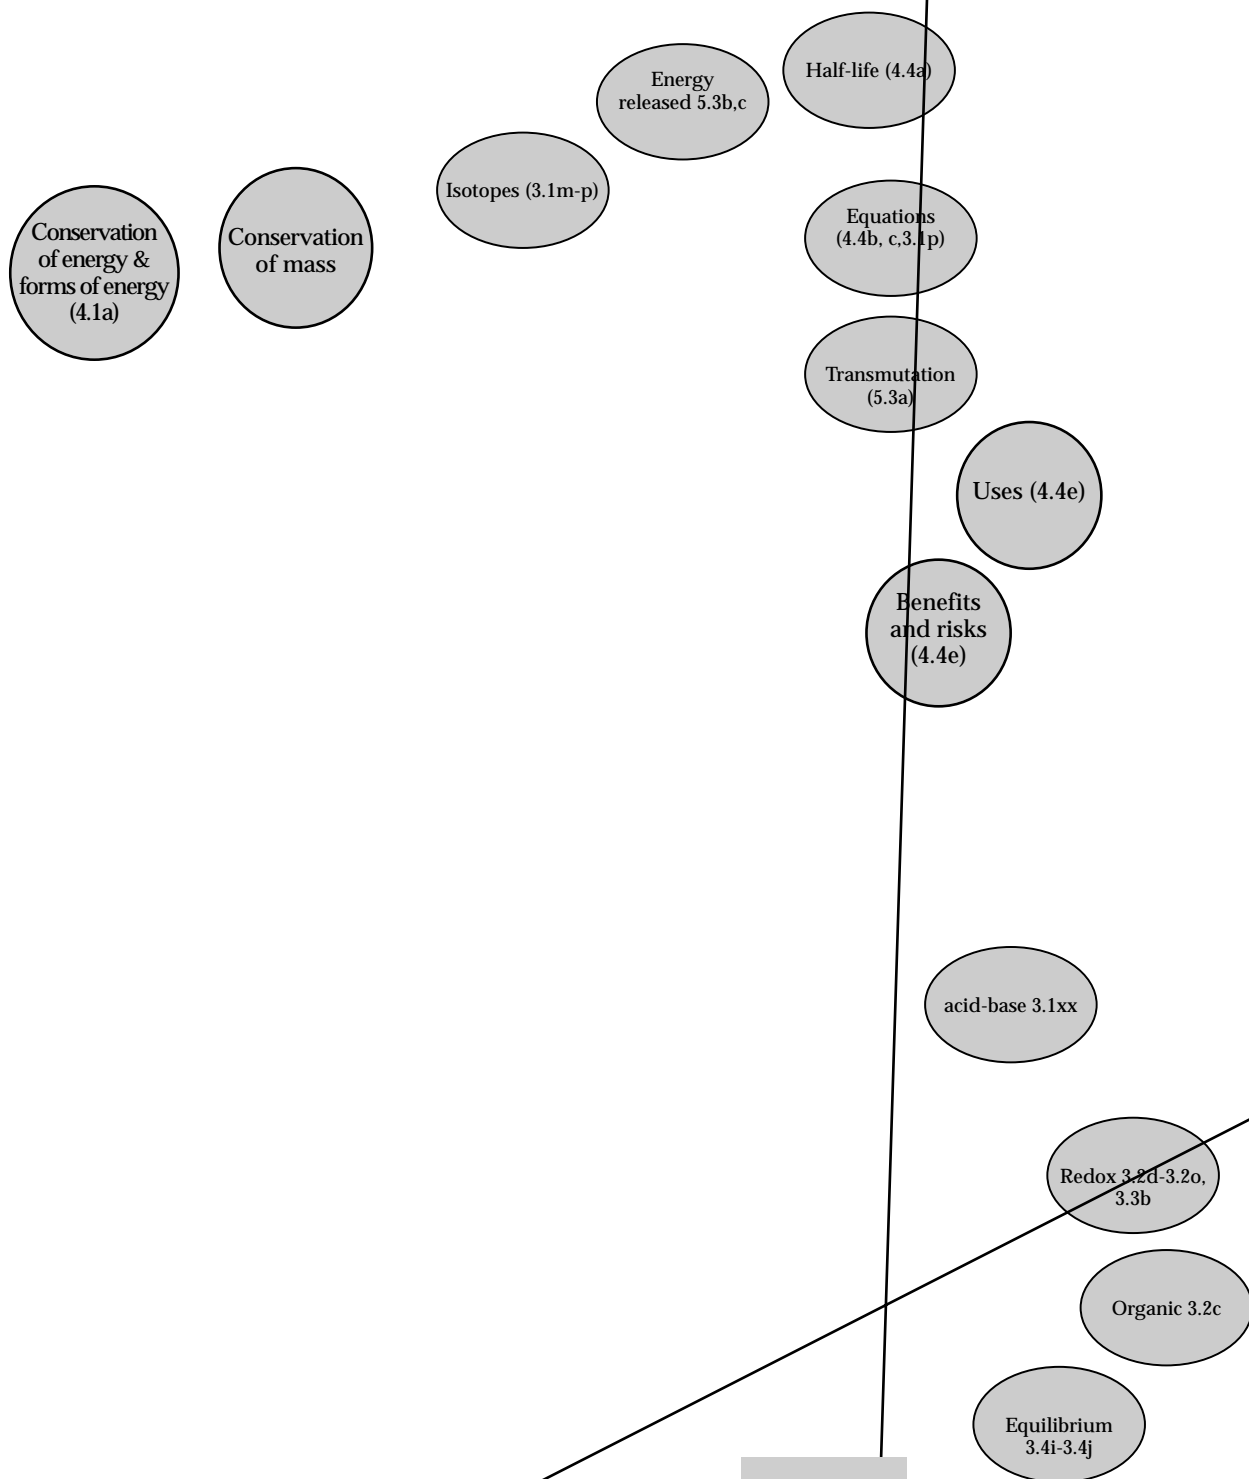 Half-life (4.4a)
Energy
released 5.3b,c
Isotopes (3.1m-p)
Conservation
of energy &
forms of energy
(4.1a)
Conservation
of mass
Equations
(4.4b, c,3.1p)
Transmutation
(5.3a)
Uses (4.4e)
Benefits
and risks
(4.4e)
acid-base 3.1xx
Redox 3.2d-3.2o,
3.3b
Organic 3.2c
Equilibrium
3.4i-3.4j